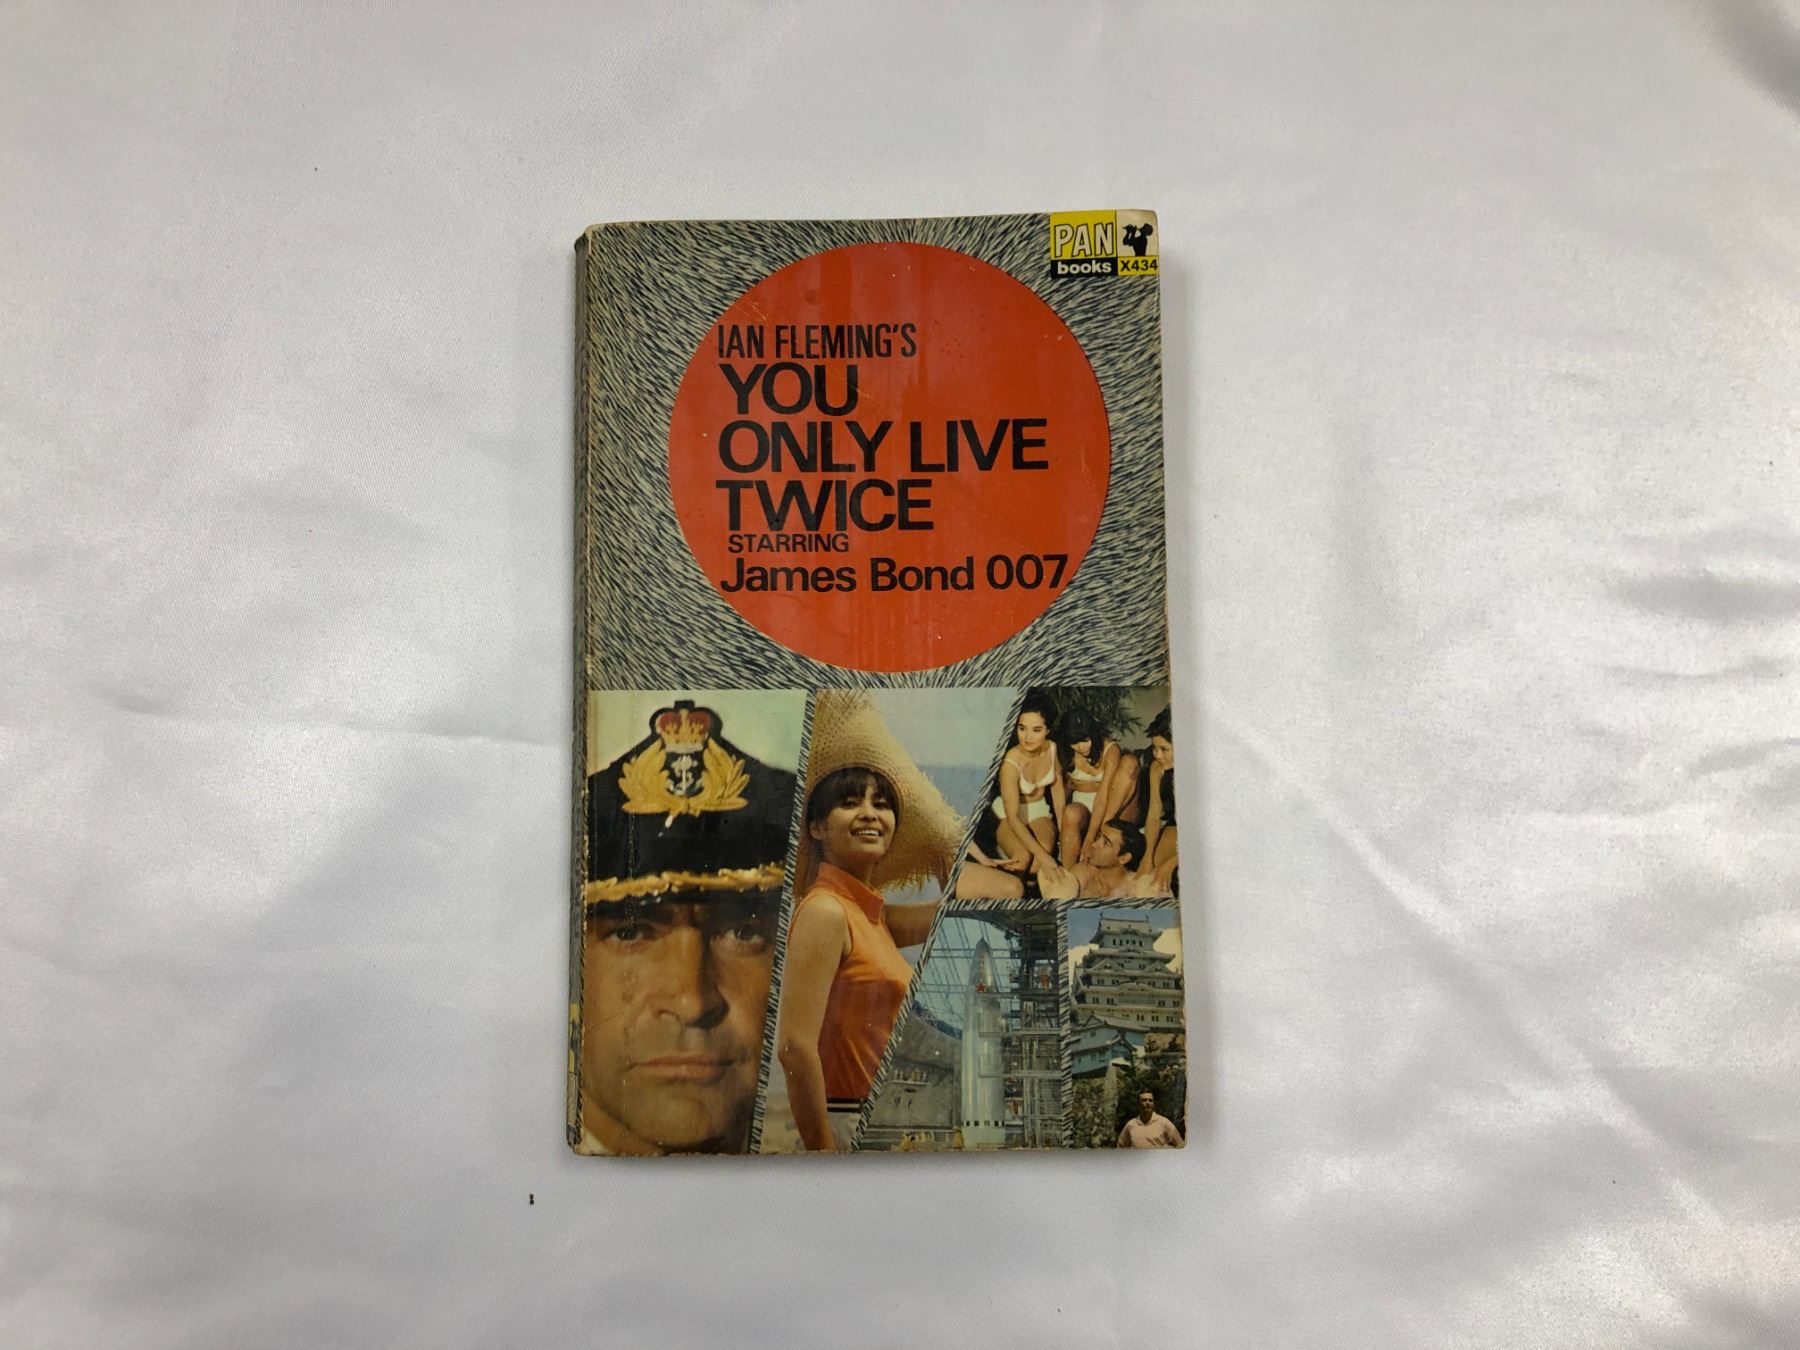 PAN
books X434
IAN FLEMING'S
YOU
ONLY LIVE
TWICE
STARRING
James Bond 007